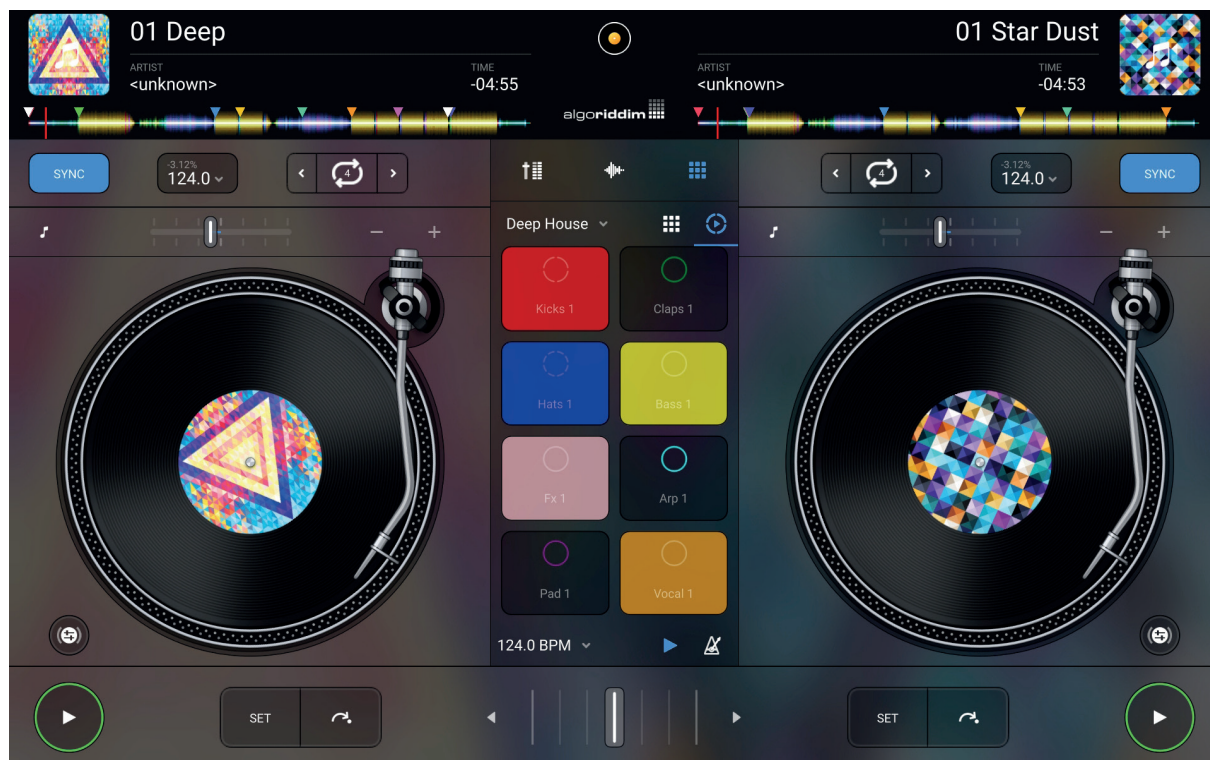 01 Deep
ARTIST
<unknown>
TIME
-04:55
algoriddim
01 Star Dust
ARTIST
<unknown>
TIME
-04:53
SYNC
-3.12%
124.0
4
4
-3.12%
124.0
SYNC
Deep House
Kicks 1
Claps 1
Hats 1
Bass 1
Fx 1
Arp 1
Pad 1
Vocal 1
124.0 BPM
SET
SET